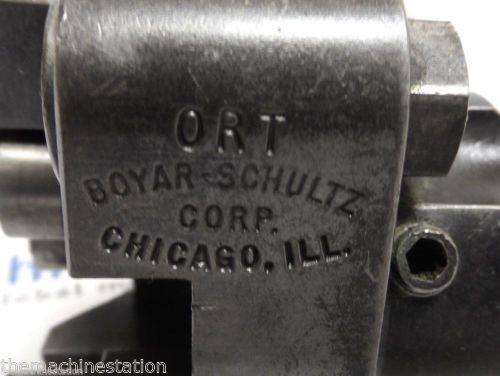 ORT
BOYAR-SCHULTZ
CORP.
CHICAGO, ILL.
themachinestation